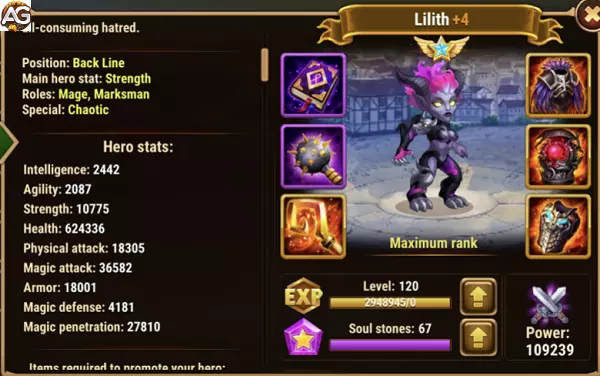 AG
all-consuming hatred.
Lilith +4
Position: Back Line
Main hero stat: Strength
Roles: Mage, Marksman
Special: Chaotic
Hero stats:
Intelligence: 2442
Agility: 2087
Strength: 10775
Health: 624336
Physical attack: 18305
Magic attack: 36582
Armor: 18001
Magic defense: 4181
Magic penetration: 27810
Items required to promote your hero:
Maximum rank
EXP
Level: 120
2948945/0
Soul stones: 67
Power:
109239